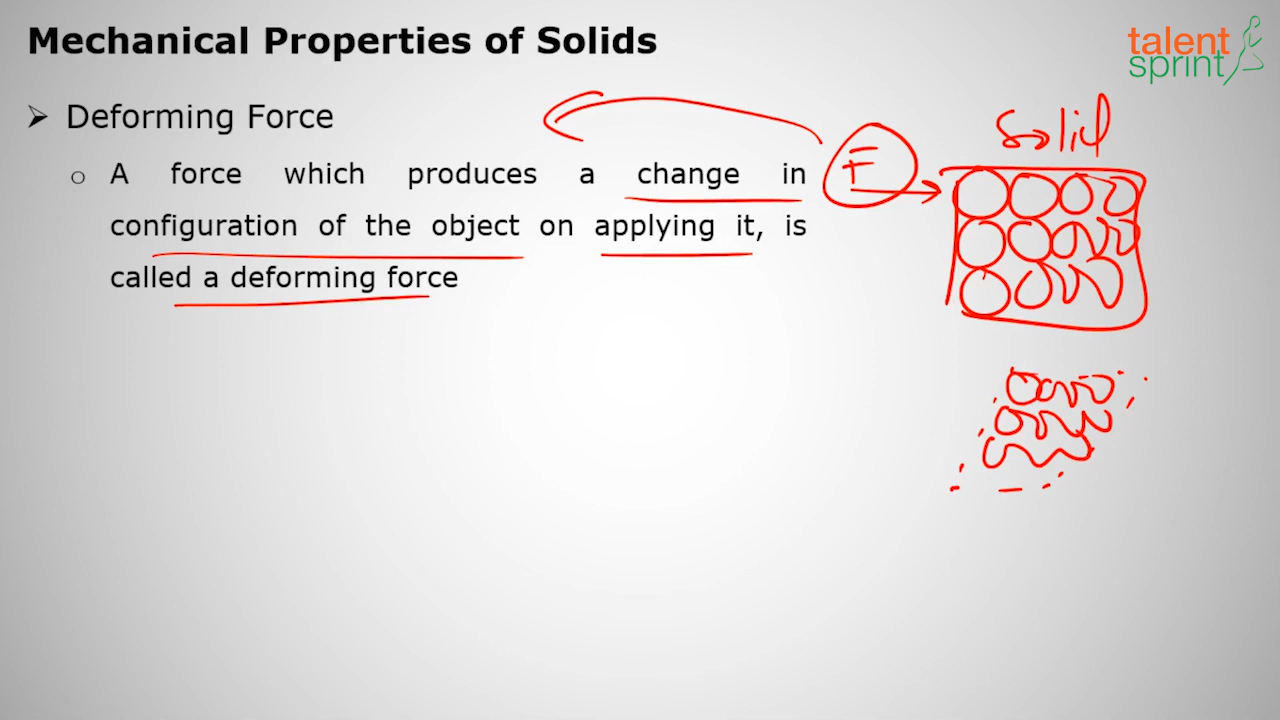 Mechanical Properties of Solids
talent
sprint
➢ Deforming Force
o A force which produces a change in
configuration of the object on applying it, is
called a deforming force
F
Solid